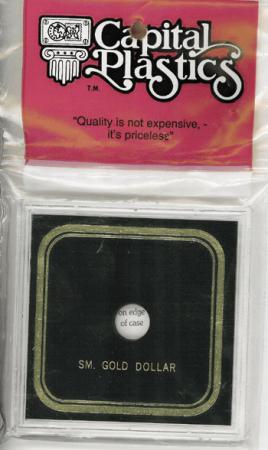 Capital
Plastics
T.M.
"Quality is not expensive, -
it's priceless"
on edge
of case
SM. GOLD DOLLAR